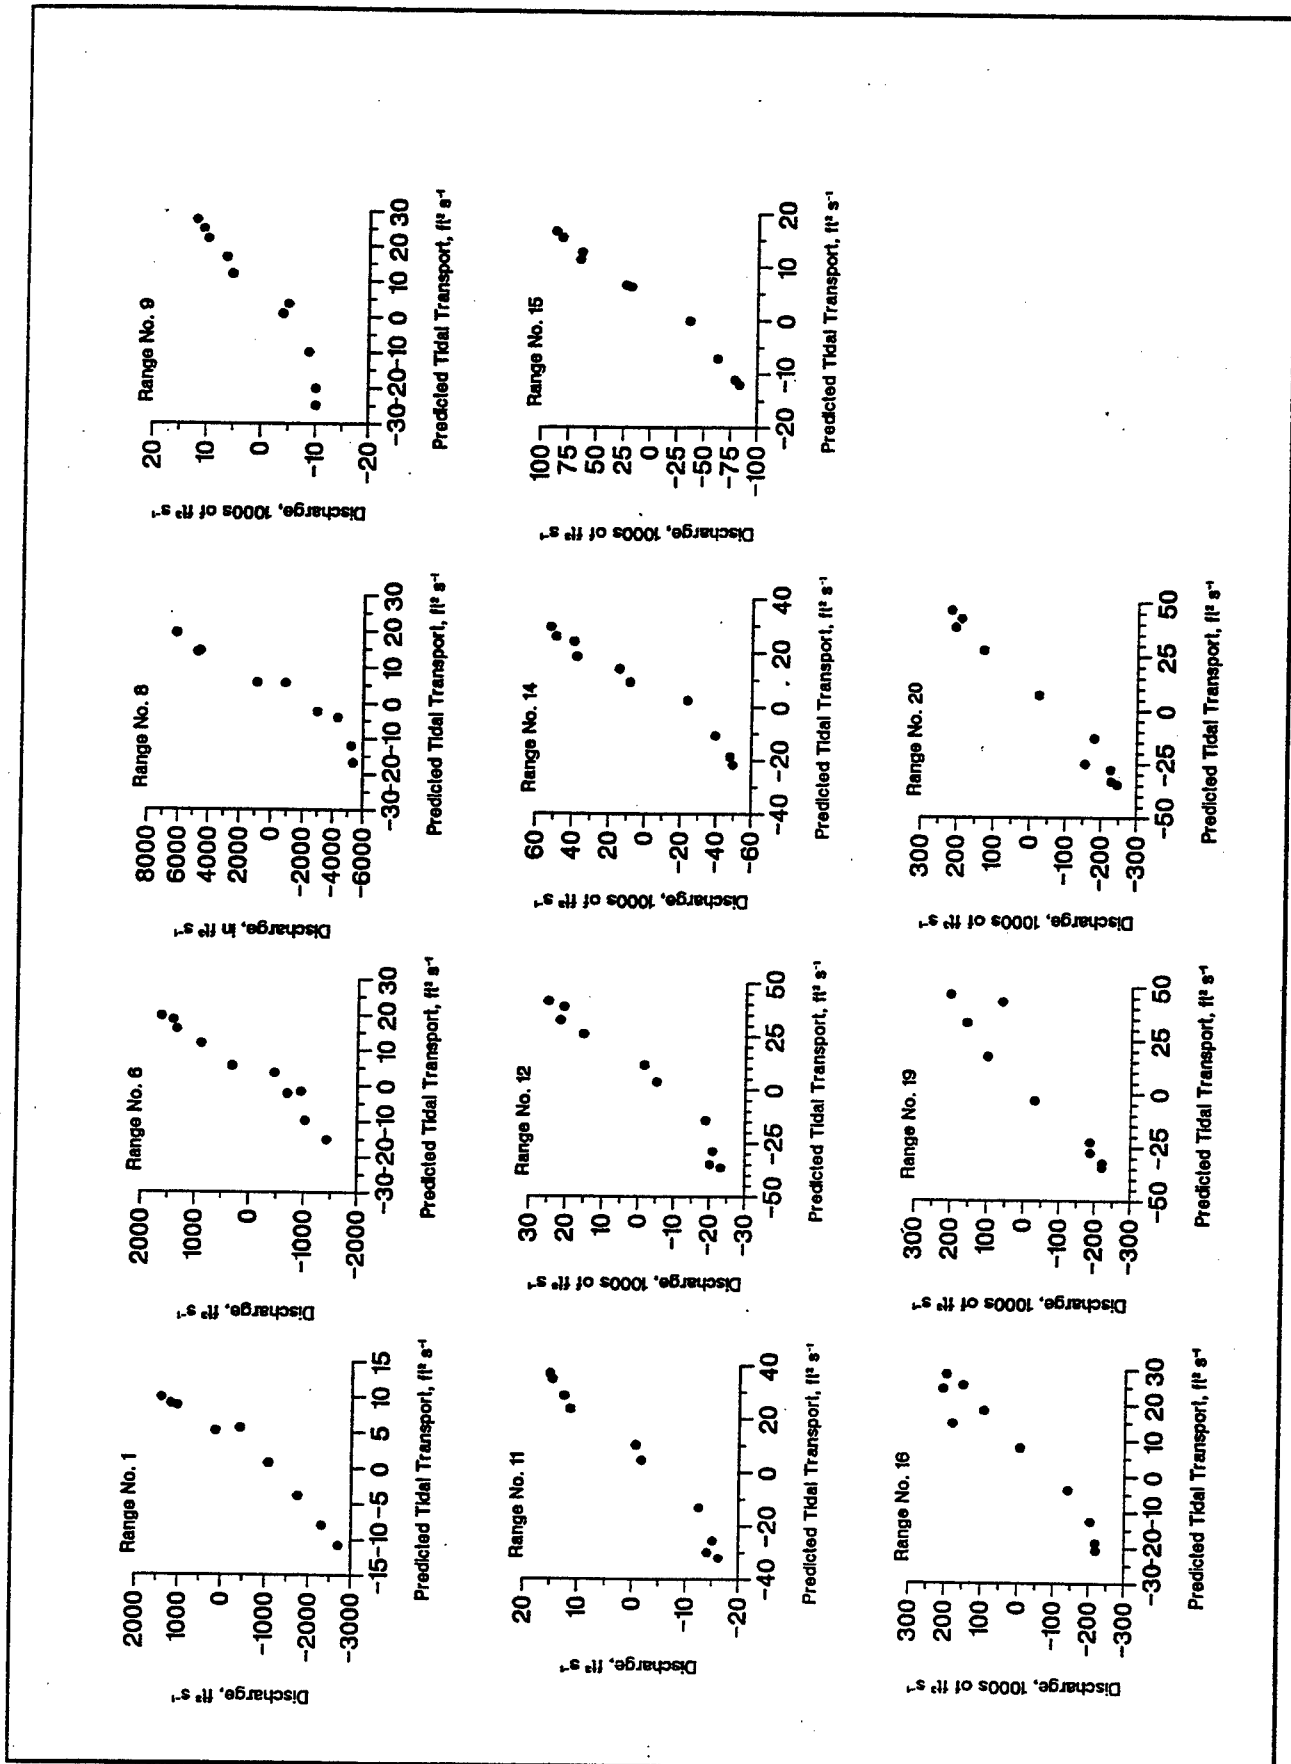 Range No. 1
2000
1000
0
-1000
-2000
-3000
Discharge, ft³ s⁻¹
-15 -10 -5 0 5 10 15
Predicted Tidal Transport, ft² s⁻¹
Range No. 6
2000
1000
0
-1000
-2000
Discharge, ft³ s⁻¹
-30 -20 -10 0 10 20 30
Predicted Tidal Transport, ft² s⁻¹
Range No. 8
8000
6000
4000
2000
0
-2000
-4000
-6000
Discharge, in ft³ s⁻¹
-30 -20 -10 0 10 20 30
Predicted Tidal Transport, ft² s⁻¹
Range No. 9
20
10
0
-10
-20
Discharge, 1000s of ft³ s⁻¹
-30 -20 -10 0 10 20 30
Predicted Tidal Transport, ft² s⁻¹
Range No. 11
20
10
0
-10
-20
Discharge, ft³ s⁻¹
-40 -20 0 20 40
Predicted Tidal Transport, ft² s⁻¹
Range No. 12
30
20
10
0
-10
-20
-30
Discharge, 1000s of ft³ s⁻¹
-50 -25 0 25 50
Predicted Tidal Transport, ft² s⁻¹
Range No. 14
60
40
20
0
-20
-40
-60
Discharge, 1000s of ft³ s⁻¹
-40 -20 0 20 40
Predicted Tidal Transport, ft² s⁻¹
Range No. 15
100
75
50
25
0
-25
-50
-75
-100
Discharge, 1000s of ft³ s⁻¹
-20 -10 0 10 20
Predicted Tidal Transport, ft² s⁻¹
Range No. 16
300
200
100
0
-100
-200
-300
Discharge, 1000s of ft³ s⁻¹
-30 -20 -10 0 10 20 30
Predicted Tidal Transport, ft² s⁻¹
Range No. 19
300
200
100
0
-100
-200
-300
Discharge, 1000s of ft³ s⁻¹
-50 -25 0 25 50
Predicted Tidal Transport, ft² s⁻¹
Range No. 20
300
200
100
0
-100
-200
-300
Discharge, 1000s of ft³ s⁻¹
-50 -25 0 25 50
Predicted Tidal Transport, ft² s⁻¹